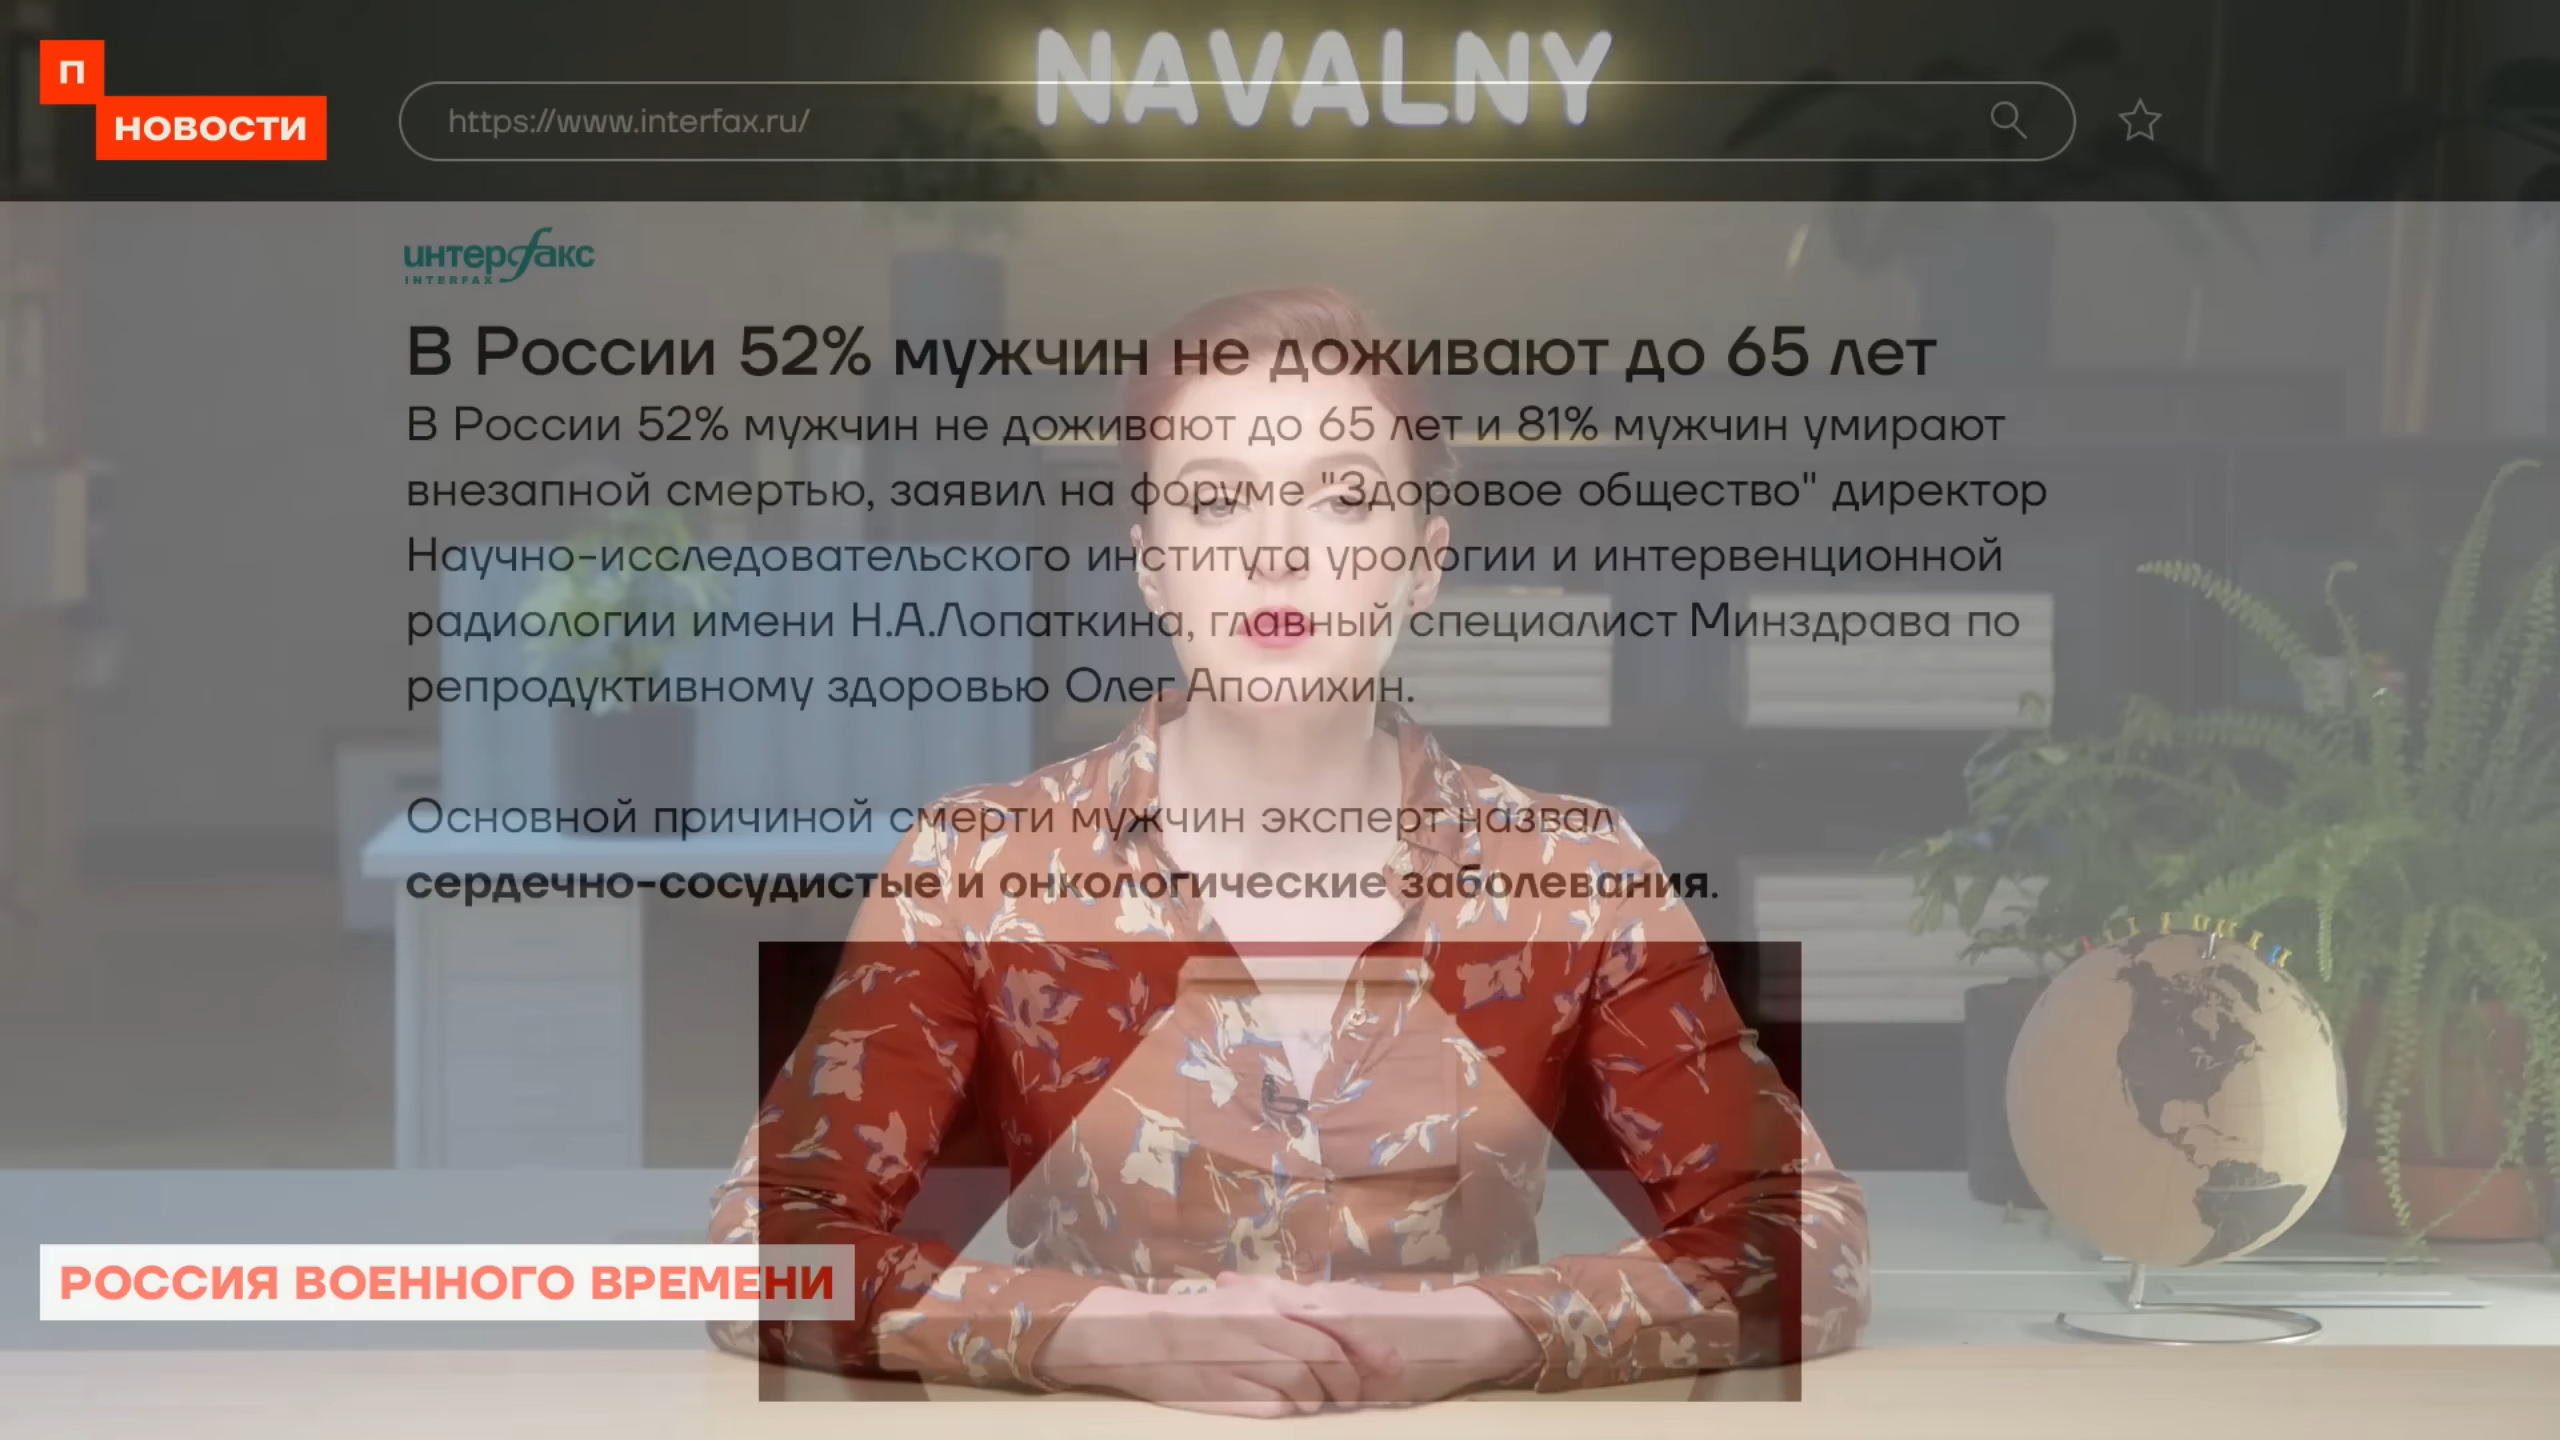 NAVALNY
П
НОВОСТИ
https://www.interfax.ru/
интерфакс
INTERFAX
В России 52% мужчин не доживают до 65 лет
В России 52% мужчин не доживают до 65 лет и 81% мужчин умирают
внезапной смертью, заявил на форуме "Здоровое общество" директор
Научно-исследовательского института урологии и интервенционной
радиологии имени Н.А.Лопаткина, главный специалист Минздрава по
репродуктивному здоровью Олег Аполихин.
Основной причиной смерти мужчин эксперт назвал
сердечно-сосудистые и онкологические заболевания.
РОССИЯ ВОЕННОГО ВРЕМЕНИ